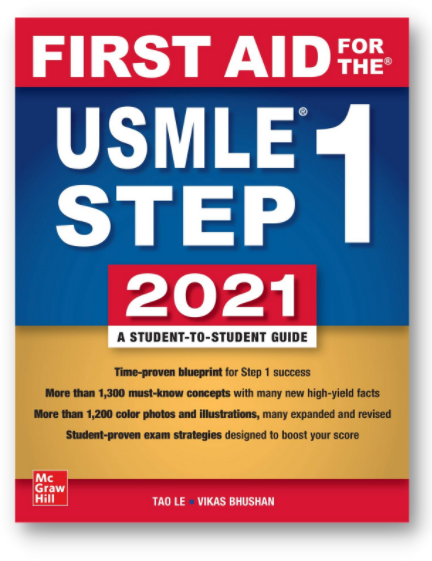 FIRST AID FOR THE®
USMLE® 1
STEP
2021
A STUDENT-TO-STUDENT GUIDE
Time-proven blueprint for Step 1 success
More than 1,300 must-know concepts with many new high-yield facts
More than 1,200 color photos and illustrations, many expanded and revised
Student-proven exam strategies designed to boost your score
Mc
Graw
Hill
TAO LE • VIKAS BHUSHAN